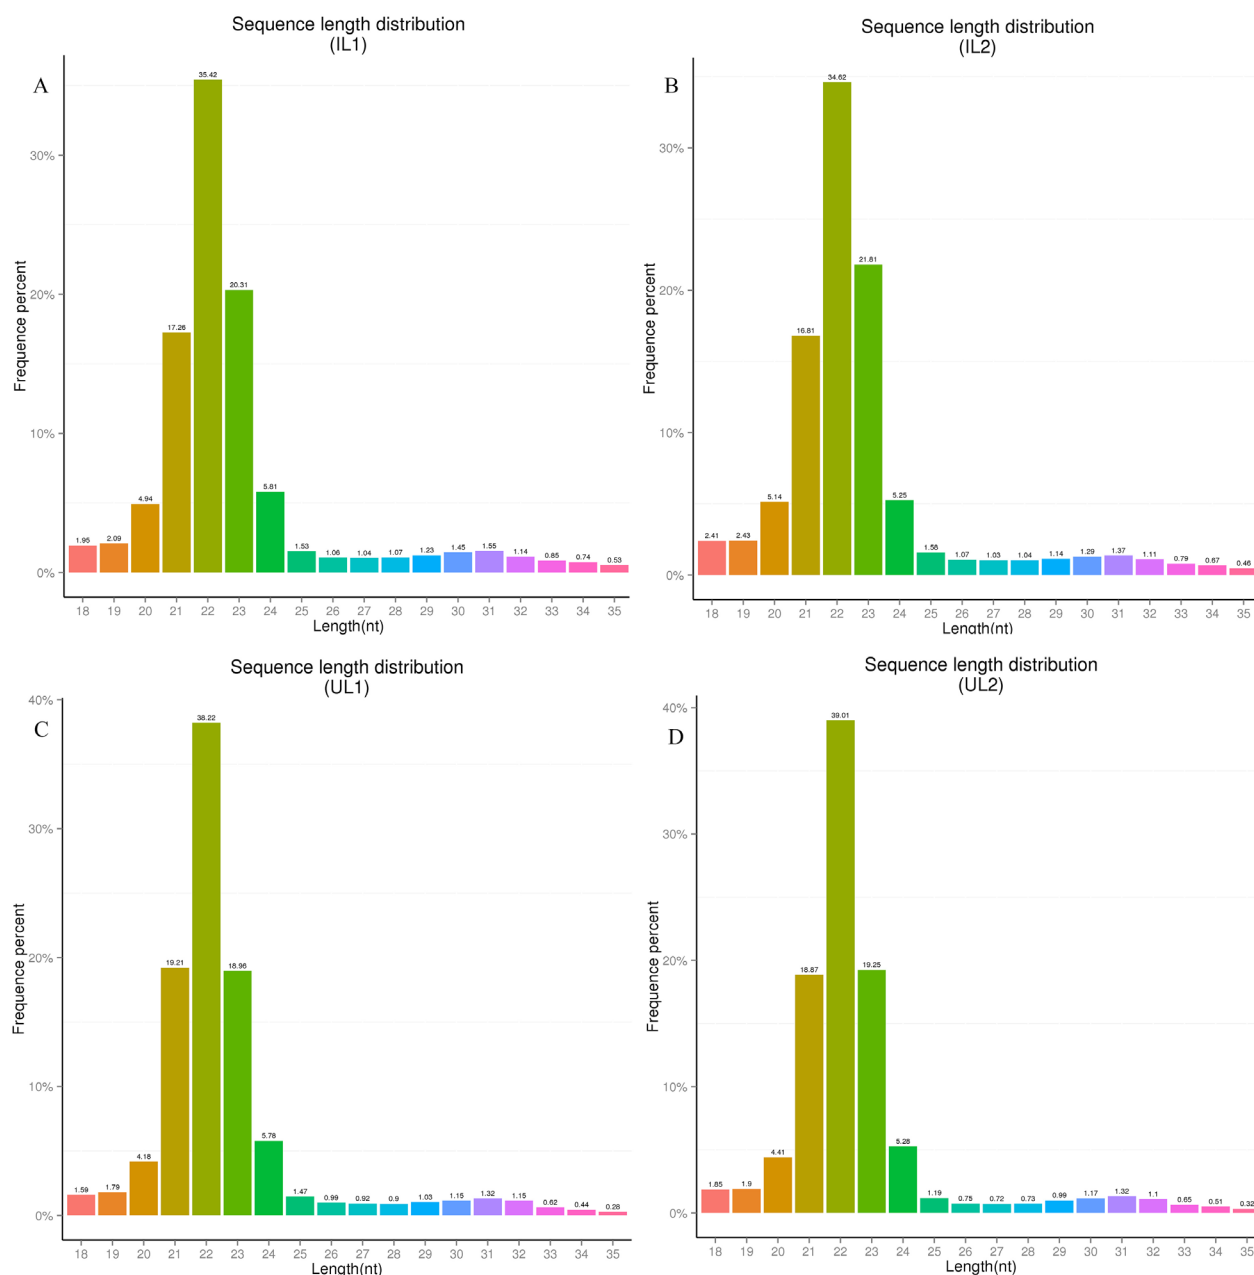 Sequence length distribution
(IL1)
A
35.42
30%
20.31
20%
17.26
Frequence percent
10%
5.81
4.94
1.95 2.09 1.53 1.06 1.04 1.07 1.23 1.45 1.55 1.14 0.85 0.74 0.53
0%
18 19 20 21 22 23 24 25 26 27 28 29 30 31 32 33 34 35
Length(nt)
Sequence length distribution
(IL2)
B
34.62
30%
21.81
20%
16.81
Frequence percent
10%
5.14 5.25
2.41 2.43 1.58 1.07 1.03 1.04 1.14 1.29 1.37 1.11 0.79 0.67 0.46
0%
18 19 20 21 22 23 24 25 26 27 28 29 30 31 32 33 34 35
Length(nt)
Sequence length distribution
(UL1)
40%
C
38.22
30%
20%
19.21 18.96
Frequence percent
10%
5.78
4.18
1.59 1.79 1.47 0.99 0.92 0.9 1.03 1.15 1.32 1.15 0.62 0.44 0.28
0%
18 19 20 21 22 23 24 25 26 27 28 29 30 31 32 33 34 35
Length(nt)
Sequence length distribution
(UL2)
40%
D
39.01
30%
20%
18.87 19.25
Frequence percent
10%
5.28
4.41
1.85 1.9 1.19 0.75 0.72 0.73 0.99 1.17 1.32 1.1 0.65 0.51 0.32
0%
18 19 20 21 22 23 24 25 26 27 28 29 30 31 32 33 34 35
Length(nt)